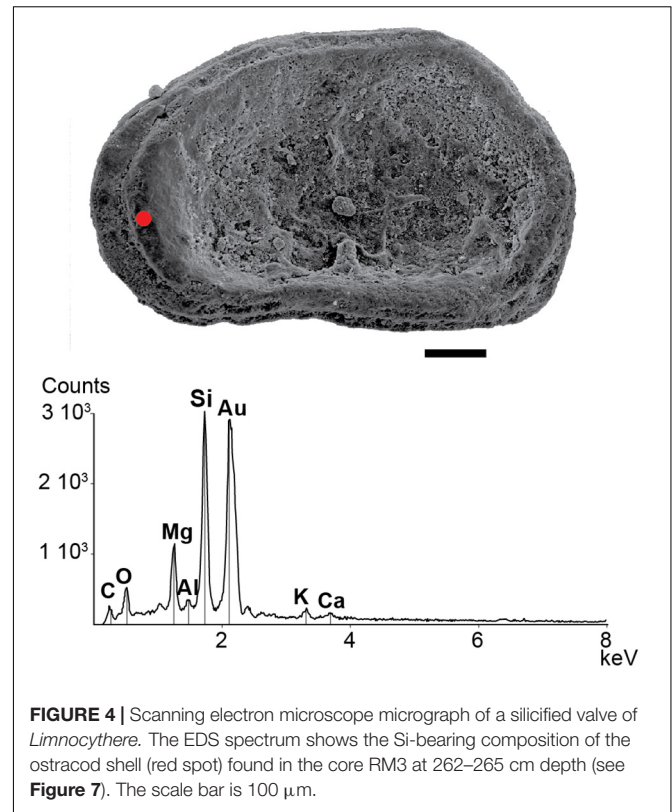 Counts
3 10³
2 10³
1 10³
Si
Au
Mg
C
O
Al
K
Ca
2
4
6
8
keV
FIGURE 4 | Scanning electron microscope micrograph of a silicified valve of
Limnocythere. The EDS spectrum shows the Si-bearing composition of the
ostracod shell (red spot) found in the core RM3 at 262–265 cm depth (see
Figure 7). The scale bar is 100 μm.